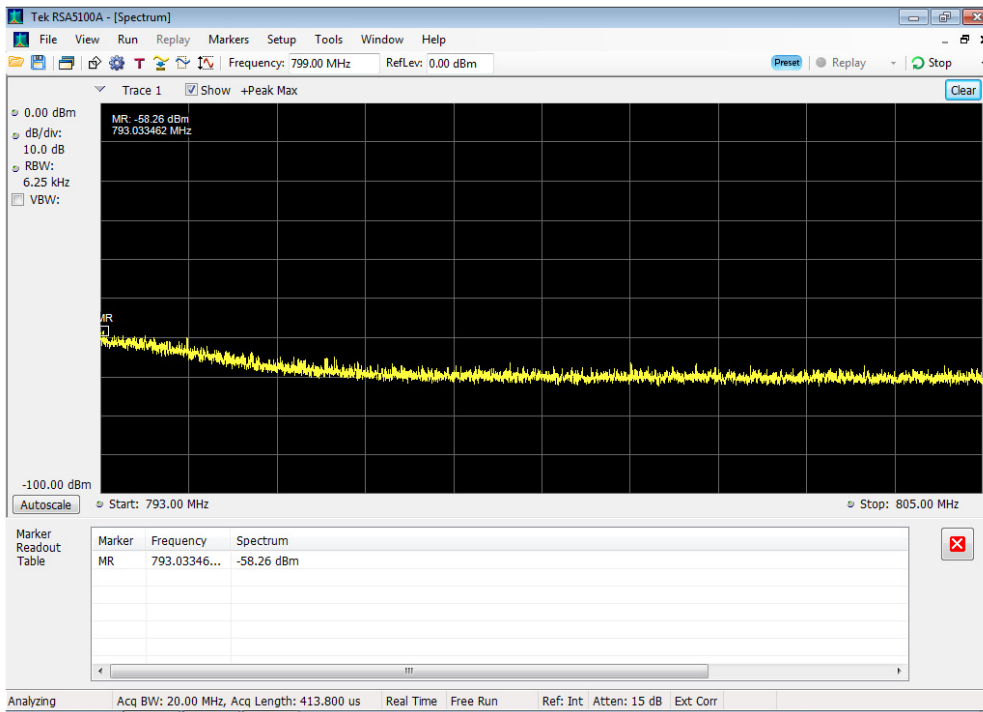 Tek RSA5100A - [Spectrum]
File View Run Replay Markers Setup Tools Window Help
T Frequency: 799.00 MHz RefLev: 0.00 dBm Preset Replay Stop
Trace 1 Show +Peak Max Clear
0.00 dBm
dB/div:
10.0 dB
RBW:
6.25 kHz
VBW:
MR: -58.26 dBm
793.033462 MHz
MR
-100.00 dBm
Autoscale Start: 793.00 MHz Stop: 805.00 MHz
Marker Readout Table
Marker Frequency Spectrum
MR 793.03346... -58.26 dBm
Analyzing Acq BW: 20.00 MHz, Acq Length: 413.800 us Real Time Free Run Ref: Int Atten: 15 dB Ext Corr